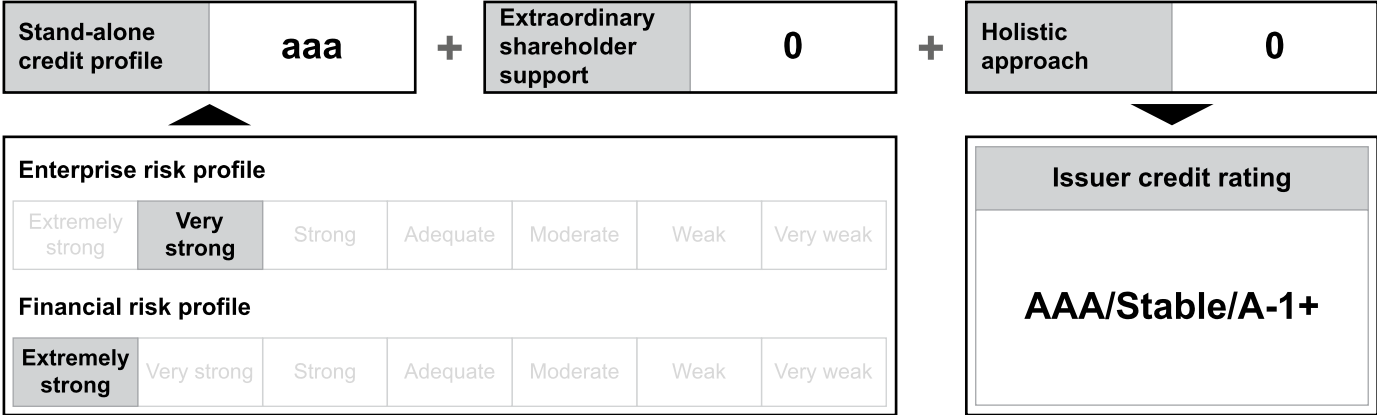 Stand-alone
credit profile
aaa
+
Extraordinary
shareholder
support
0
+
Holistic
approach
0
Enterprise risk profile
Extremely
strong
Very
strong
Strong
Adequate
Moderate
Weak
Very weak
Financial risk profile
Extremely
strong
Very strong
Strong
Adequate
Moderate
Weak
Very weak
Issuer credit rating
AAA/Stable/A-1+